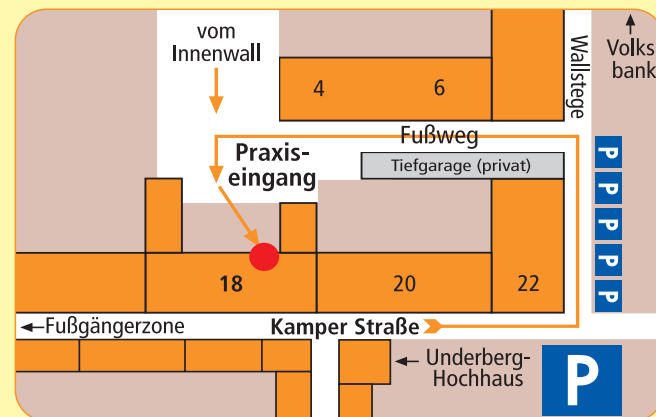 vom
Innenwall
4
6
Wallstege
Volks
bank
Fußweg
Praxis-
eingang
Tiefgarage (privat)
P
P
P
P
P
18
20
22
Fußgängerzone
Kamper Straße
Underberg-
Hochhaus
P